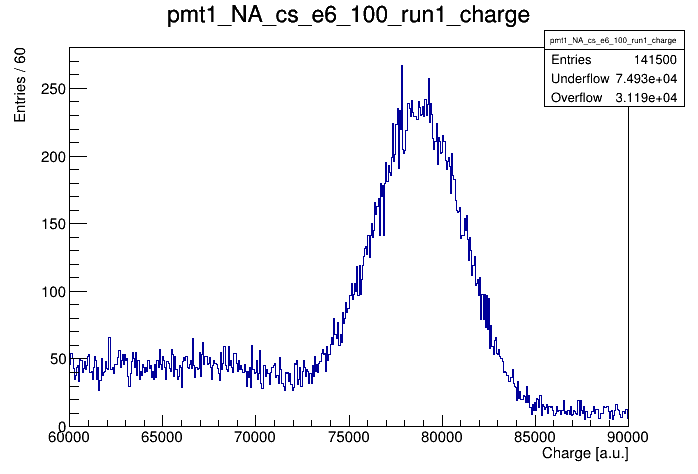 pmt1_NA_cs_e6_100_run1_charge
pmt1_NA_cs_e6_100_run1_charge
Entries 141500
Underflow 7.493e+04
Overflow 3.119e+04
Entries / 60
250
200
150
100
50
0
60000 65000 70000 75000 80000 85000 90000
Charge [a.u.]